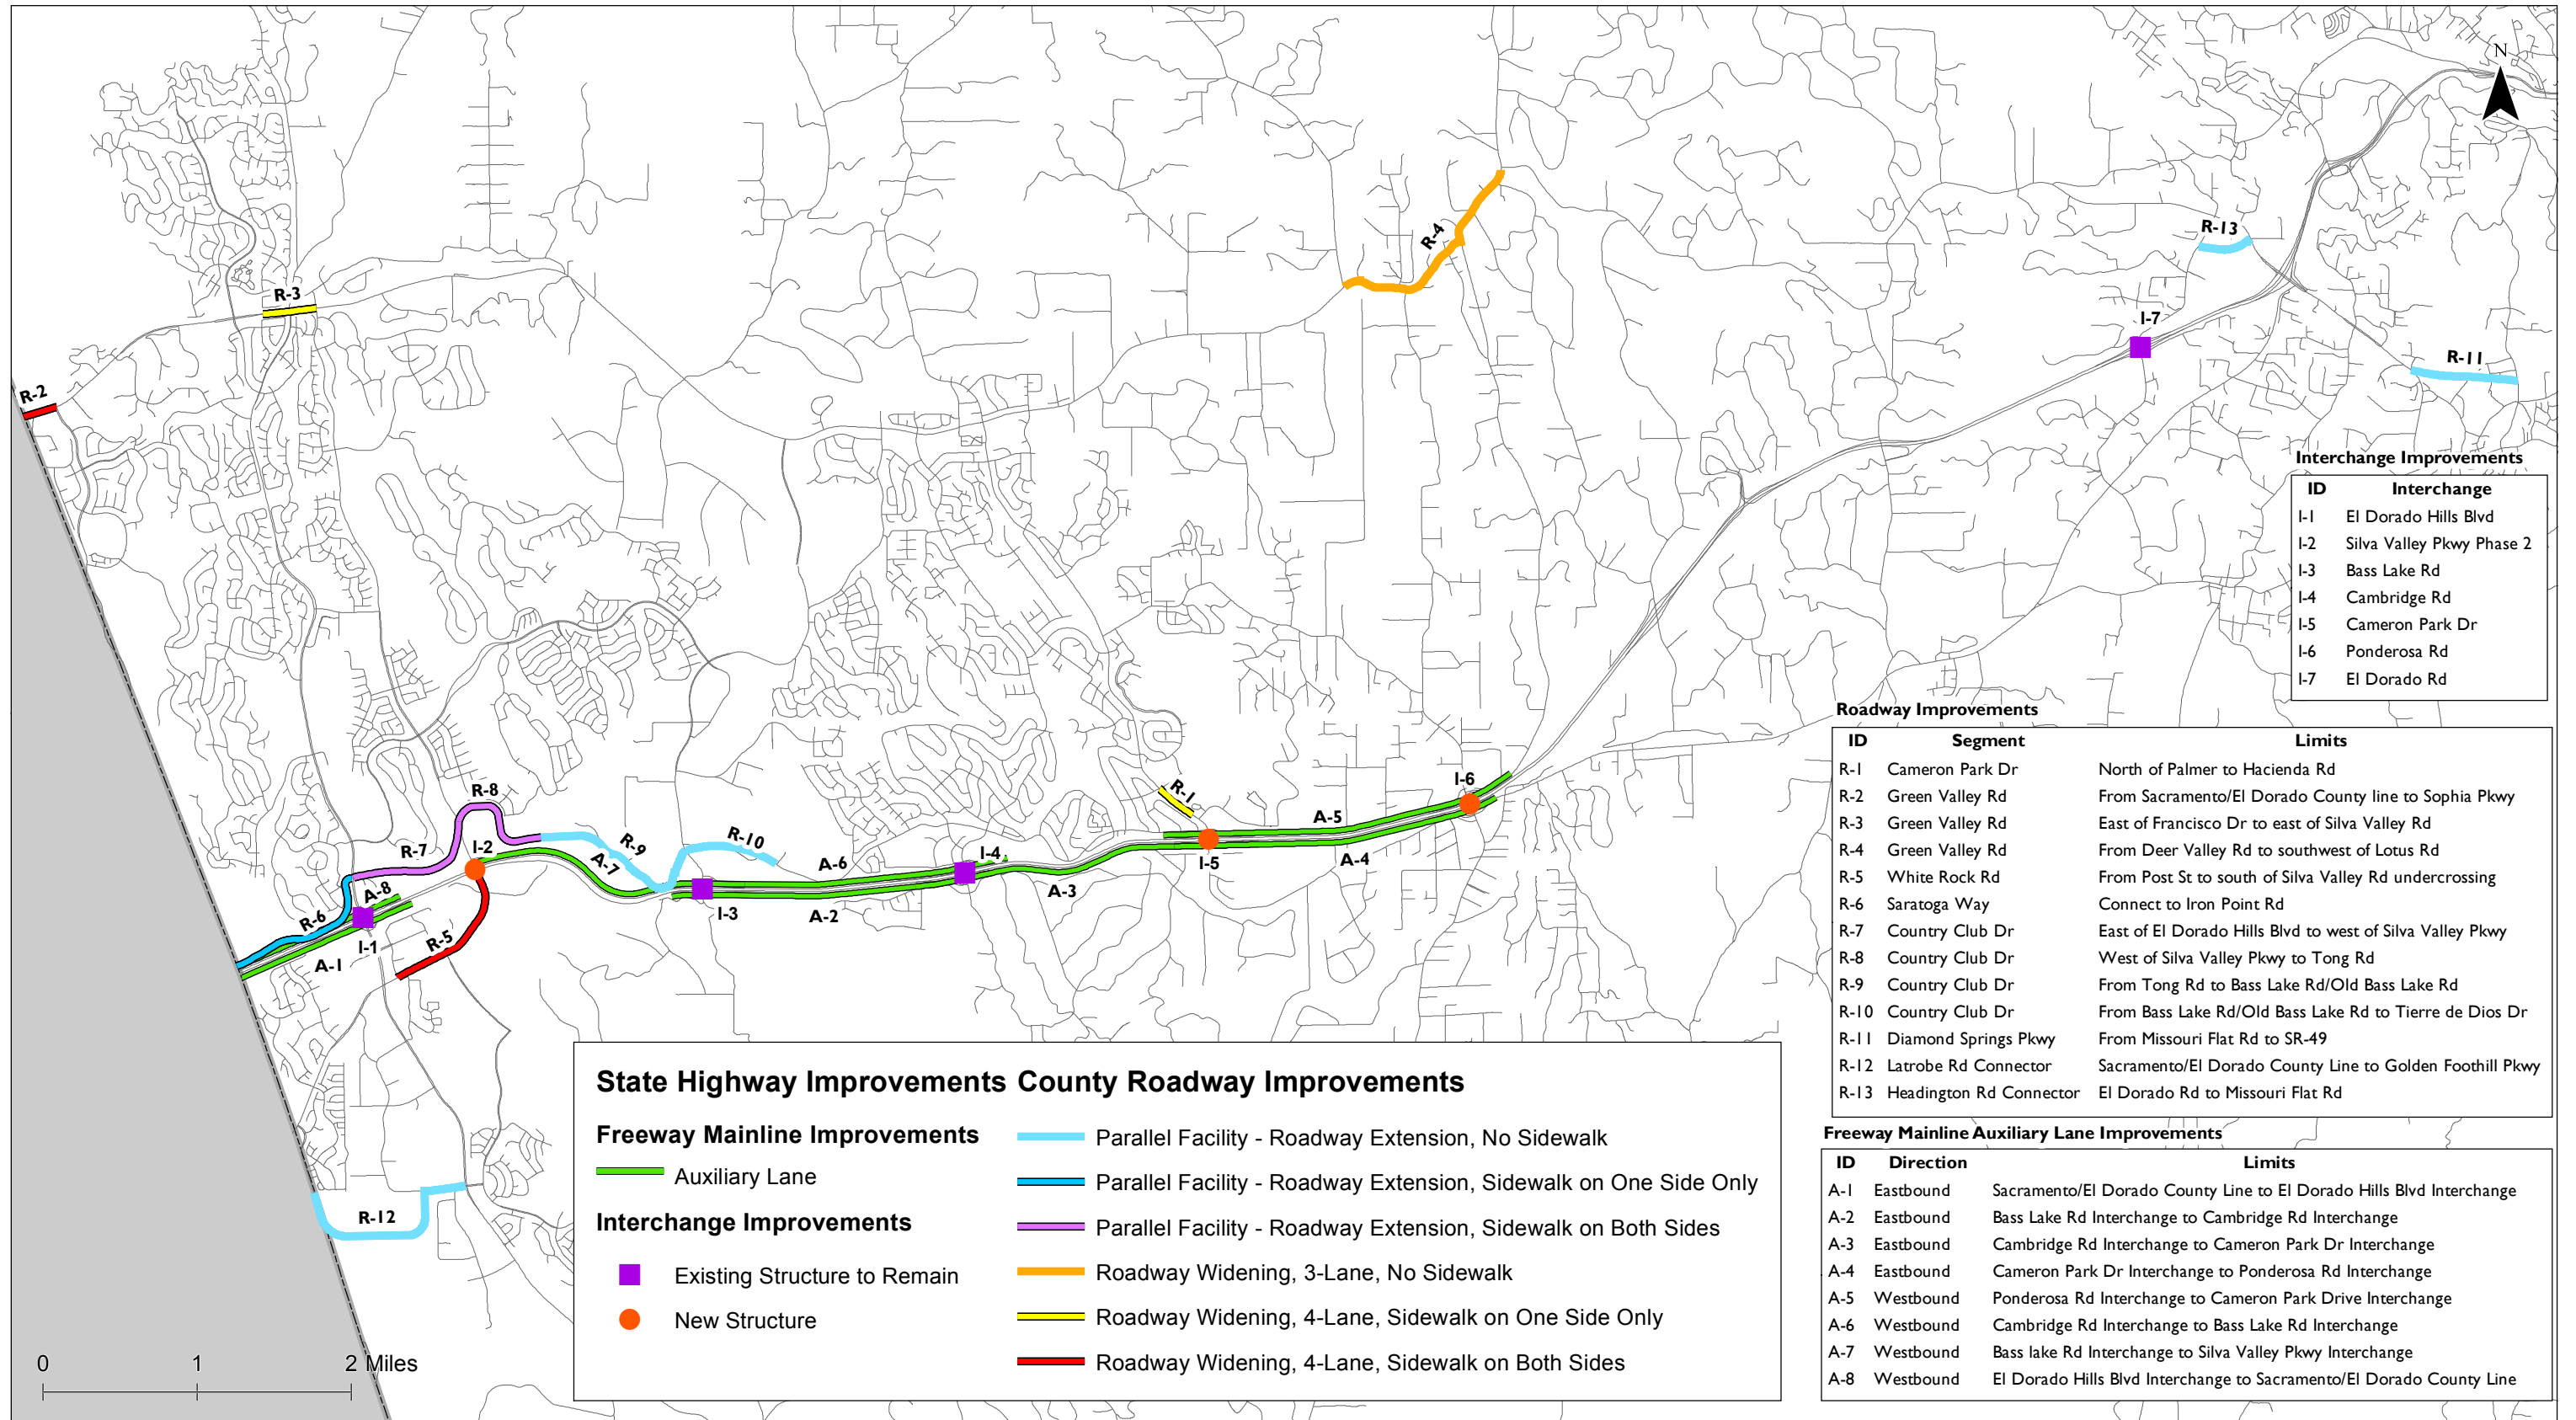 N
R-13
R-4
R-3
I-7
R-11
R-2
Interchange Improvements
ID Interchange
I-1 El Dorado Hills Blvd
I-2 Silva Valley Pkwy Phase 2
I-3 Bass Lake Rd
I-4 Cambridge Rd
I-5 Cameron Park Dr
I-6 Ponderosa Rd
I-7 El Dorado Rd
R-8
R-1
I-6
A-5
R-7
I-2
R-9
R-10
A-7
A-6
I-4
I-5
A-4
A-8
A-3
R-6
I-3
A-2
I-1
R-5
A-1
R-12
Roadway Improvements
ID Segment Limits
R-1 Cameron Park Dr North of Palmer to Hacienda Rd
R-2 Green Valley Rd From Sacramento/El Dorado County line to Sophia Pkwy
R-3 Green Valley Rd East of Francisco Dr to east of Silva Valley Rd
R-4 Green Valley Rd From Deer Valley Rd to southwest of Lotus Rd
R-5 White Rock Rd From Post St to south of Silva Valley Rd undercrossing
R-6 Saratoga Way Connect to Iron Point Rd
R-7 Country Club Dr East of El Dorado Hills Blvd to west of Silva Valley Pkwy
R-8 Country Club Dr West of Silva Valley Pkwy to Tong Rd
R-9 Country Club Dr From Tong Rd to Bass Lake Rd/Old Bass Lake Rd
R-10 Country Club Dr From Bass Lake Rd/Old Bass Lake Rd to Tierre de Dios Dr
R-11 Diamond Springs Pkwy From Missouri Flat Rd to SR-49
R-12 Latrobe Rd Connector Sacramento/El Dorado County Line to Golden Foothill Pkwy
R-13 Headington Rd Connector El Dorado Rd to Missouri Flat Rd
Freeway Mainline Auxiliary Lane Improvements
ID Direction Limits
A-1 Eastbound Sacramento/El Dorado County Line to El Dorado Hills Blvd Interchange
A-2 Eastbound Bass Lake Rd Interchange to Cambridge Rd Interchange
A-3 Eastbound Cambridge Rd Interchange to Cameron Park Dr Interchange
A-4 Eastbound Cameron Park Dr Interchange to Ponderosa Rd Interchange
A-5 Westbound Ponderosa Rd Interchange to Cameron Park Drive Interchange
A-6 Westbound Cambridge Rd Interchange to Bass Lake Rd Interchange
A-7 Westbound Bass lake Rd Interchange to Silva Valley Pkwy Interchange
A-8 Westbound El Dorado Hills Blvd Interchange to Sacramento/El Dorado County Line
State Highway Improvements
Freeway Mainline Improvements
Auxiliary Lane
Interchange Improvements
Existing Structure to Remain
New Structure
County Roadway Improvements
Parallel Facility - Roadway Extension, No Sidewalk
Parallel Facility - Roadway Extension, Sidewalk on One Side Only
Parallel Facility - Roadway Extension, Sidewalk on Both Sides
Roadway Widening, 3-Lane, No Sidewalk
Roadway Widening, 4-Lane, Sidewalk on One Side Only
Roadway Widening, 4-Lane, Sidewalk on Both Sides
0 1 2 Miles